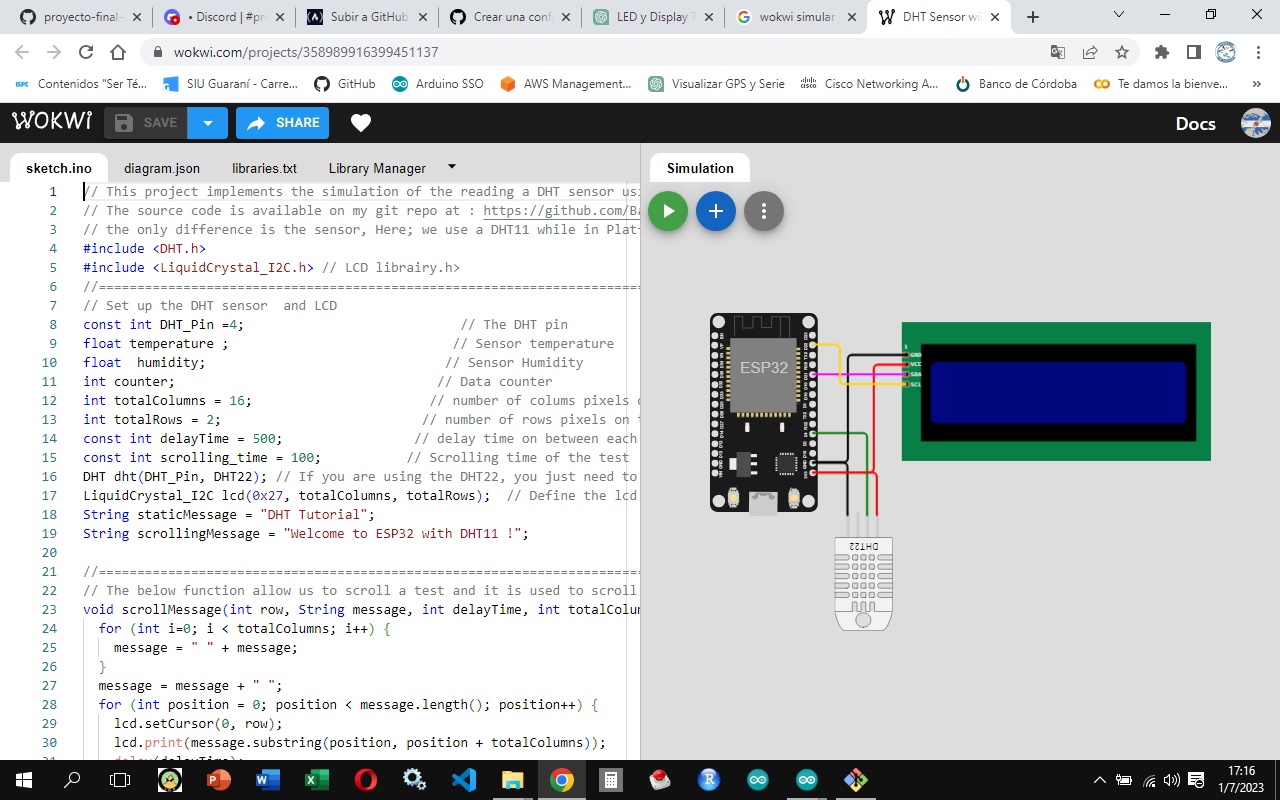 proyecto-final-
• Discord | #pr
Subir a GitHub
Crear una conf
LED y Display 7
wokwi simular
DHT Sensor wi
wokwi.com/projects/358989916399451137
Contenidos "Ser Té...
SIU Guaraní - Carre...
GitHub
Arduino SSO
AWS Management...
Visualizar GPS y Serie
Cisco Networking A...
Banco de Córdoba
Te damos la bienve...
»
WOKWI
SAVE
SHARE
Docs
sketch.ino
diagram.json
libraries.txt
Library Manager
Simulation
1 // This project implements the simulation of the reading a DHT sensor usi
2 // The source code is available on my git repo at : https://github.com/Ba
3 // the only difference is the sensor, Here; we use a DHT11 while in Plat
4 #include <DHT.h>
5 #include <LiquidCrystal_I2C.h> // LCD librairy.h>
6 //=======================================================================
7 // Set up the DHT sensor  and LCD
8 const int DHT_Pin =4; // The DHT pin
9 float temperature ; // Sensor temperature
10 float  humidity; // Sensor Humidity
11 int counter; // Data counter
12 int totalColumns = 16; // number of colums pixels o
13 int totalRows = 2; // number of rows pixels on t
14 const int delayTime = 500; // delay time on between each
15 const int scrolling_time = 100; // Scrolling time of the test
16 DHT dht(DHT_Pin, DHT22); // If you are using the DHT22, you just need to
17 LiquidCrystal_I2C lcd(0x27, totalColumns, totalRows);  // Define the lcd
18 String staticMessage = "DHT Tutorial";
19 String scrollingMessage = "Welcome to ESP32 with DHT11 !";
20
21 //=======================================================================
22 // The below function allow us to scroll a test and it is used to scroll
23 void scrollMessage(int row, String message, int delayTime, int totalColum
24 for (int i=0; i < totalColumns; i++) {
25 message = " " + message;
26 }
27 message = message + " ";
28 for (int position = 0; position < message.length(); position++) {
29 lcd.setCursor(0, row);
30 lcd.print(message.substring(position, position + totalColumns));
31 delay(delayTime);
ESP32
1
GND
VCC
SDA
SCL
DHT22
17:16
1/7/2023